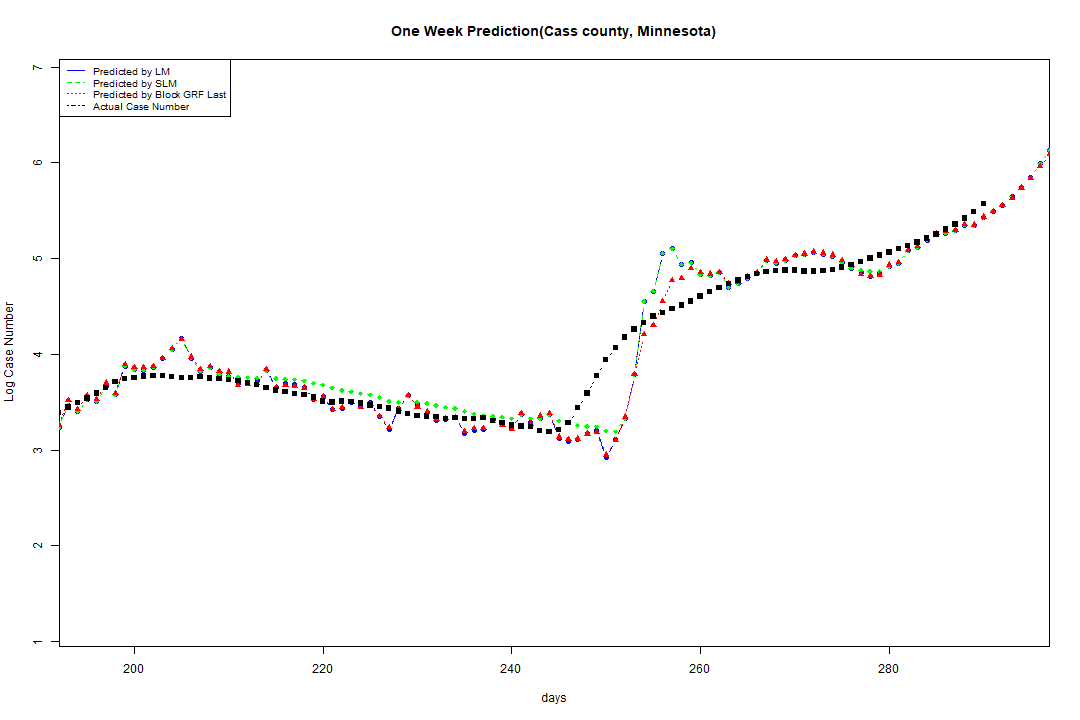 One Week Prediction(Cass county, Minnesota)
Predicted by LM
Predicted by SLM
Predicted by Block GRF Last
Actual Case Number
7
6
5
4
3
2
1
Log Case Number
200 220 240 260 280
days